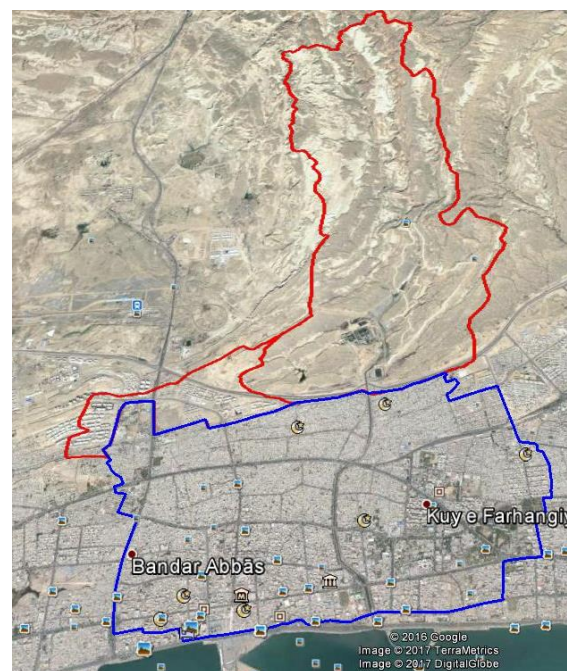 Kuy e Farhangiy
Bandar Abbās
© 2016 Google
Image © 2017 TerraMetrics
Image © 2017 DigitalGlobe